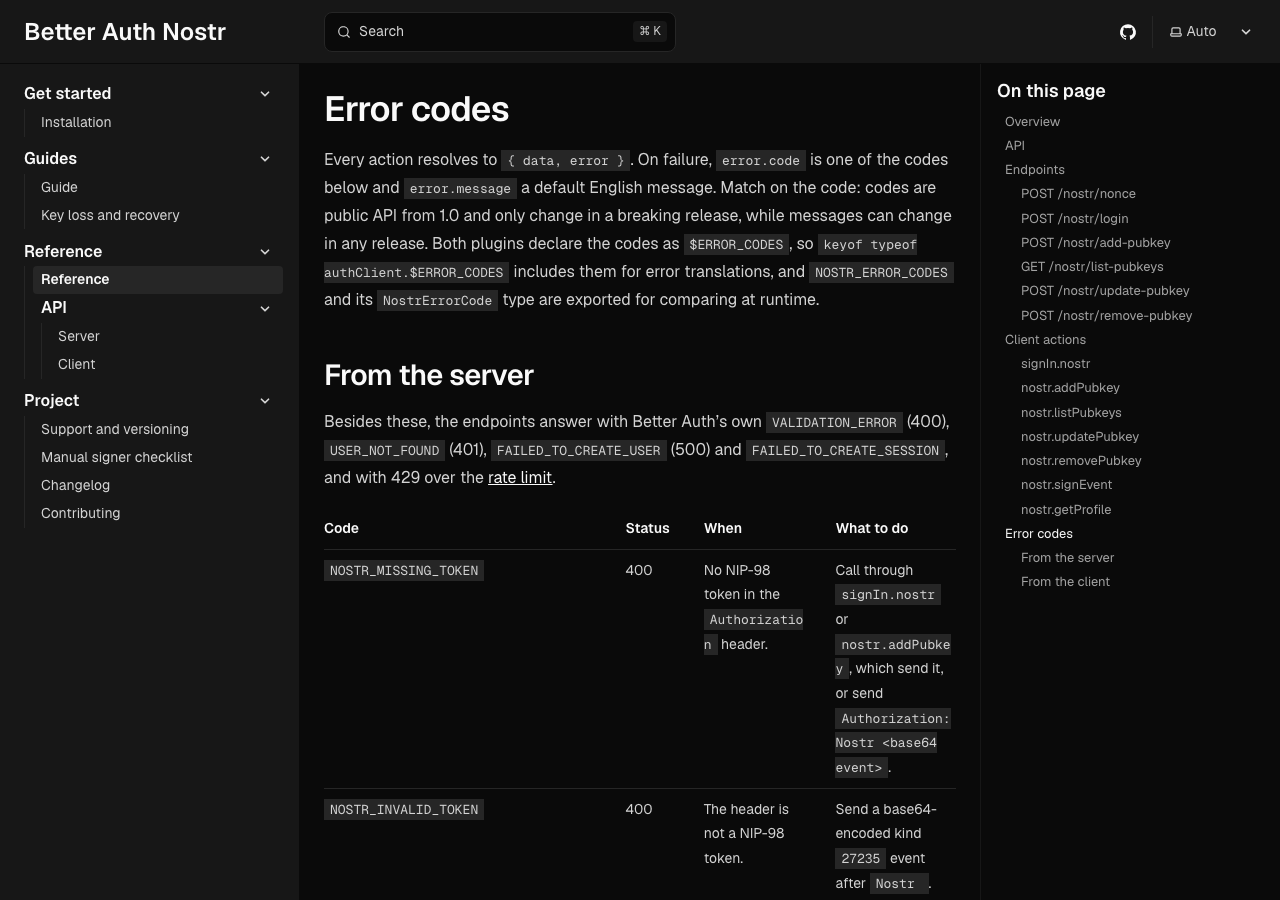 Better Auth Nostr
Search
⌘ K
Auto
Get started
Installation
Guides
Guide
Key loss and recovery
Reference
Reference
API
Server
Client
Project
Support and versioning
Manual signer checklist
Changelog
Contributing
Error codes
Every action resolves to { data, error }. On failure, error.code is one of the codes
below and error.message a default English message. Match on the code: codes are
public API from 1.0 and only change in a breaking release, while messages can change
in any release. Both plugins declare the codes as $ERROR_CODES, so keyof typeof
authClient.$ERROR_CODES includes them for error translations, and NOSTR_ERROR_CODES
and its NostrErrorCode type are exported for comparing at runtime.
From the server
Besides these, the endpoints answer with Better Auth’s own VALIDATION_ERROR (400),
USER_NOT_FOUND (401), FAILED_TO_CREATE_USER (500) and FAILED_TO_CREATE_SESSION,
and with 429 over the rate limit.
Code Status When What to do
NOSTR_MISSING_TOKEN 400 No NIP-98 Call through
token in the signIn.nostr
Authorizatio or
n header. nostr.addPubke
y, which send it,
or send
Authorization:
Nostr <base64
event>.
NOSTR_INVALID_TOKEN 400 The header is Send a base64-
not a NIP-98 encoded kind
token. 27235 event
after Nostr .
On this page
Overview
API
Endpoints
POST /nostr/nonce
POST /nostr/login
POST /nostr/add-pubkey
GET /nostr/list-pubkeys
POST /nostr/update-pubkey
POST /nostr/remove-pubkey
Client actions
signIn.nostr
nostr.addPubkey
nostr.listPubkeys
nostr.updatePubkey
nostr.removePubkey
nostr.signEvent
nostr.getProfile
Error codes
From the server
From the client